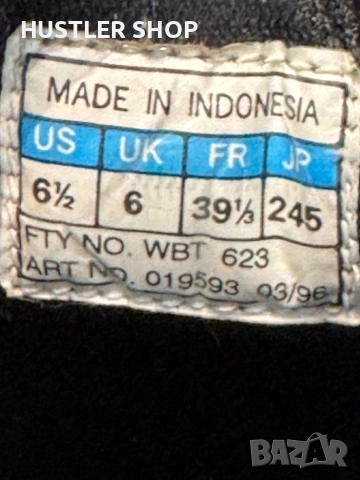 HUSTLER SHOP
MADE IN INDONESIA
US UK FR JP
6½ 6 39⅓ 245
FTY NO. WBT 623
ART NO. 019593 03/96
BAZAR